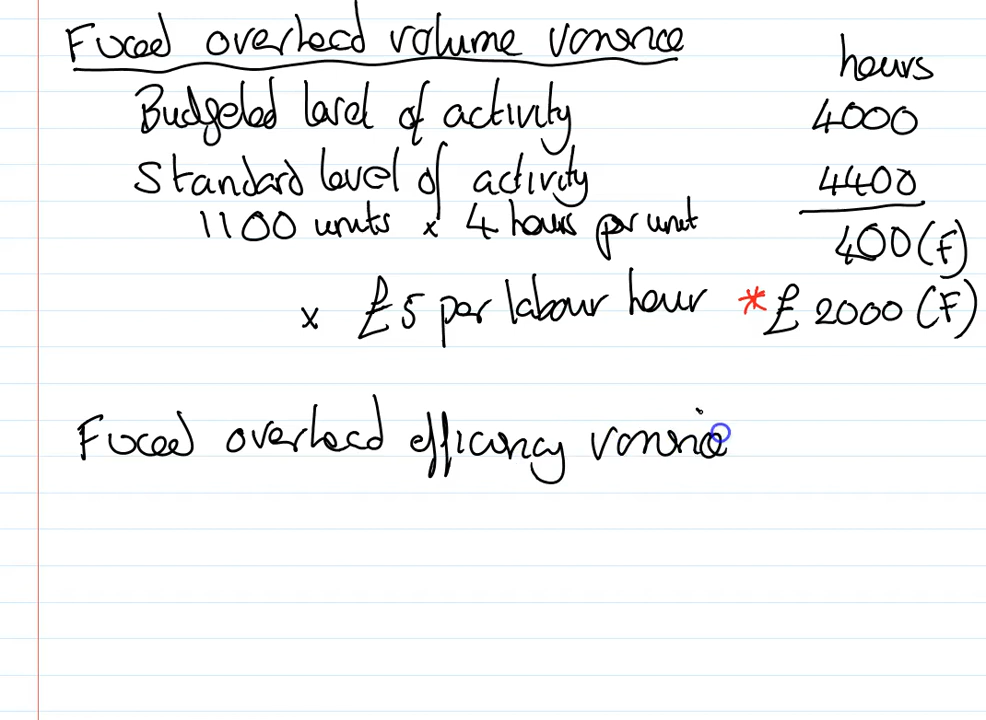 Fixed overhead volume variance
hours
Budgeted level of activity 4000
Standard level of activity 4400
1100 units x 4 hours per unit 400 (F)
x £5 per labour hour *£2000 (F)
Fixed overhead efficiency variance